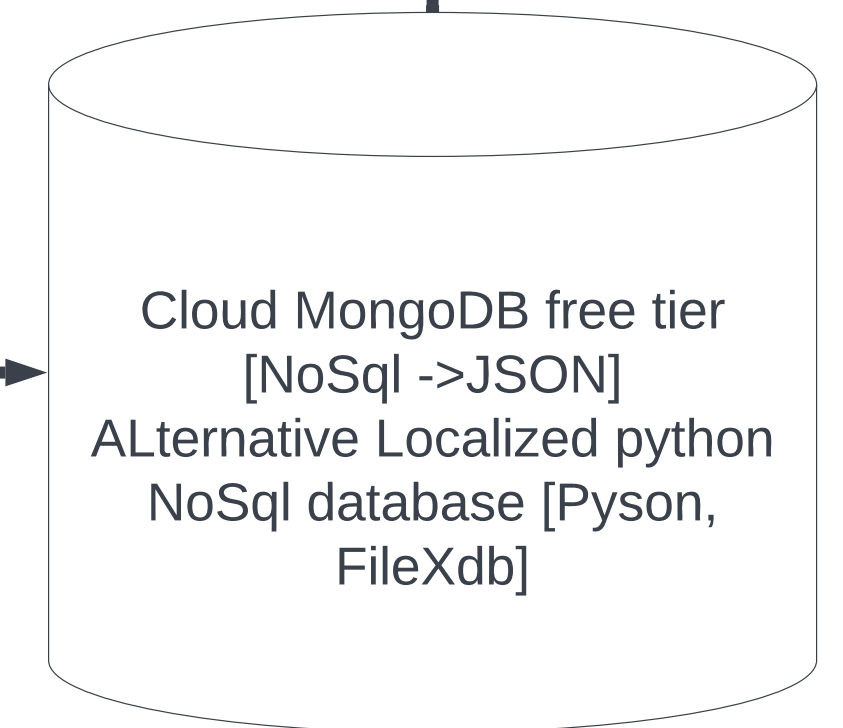 Cloud MongoDB free tier
[NoSql ->JSON]
ALternative Localized python
NoSql database [Pyson,
FileXdb]